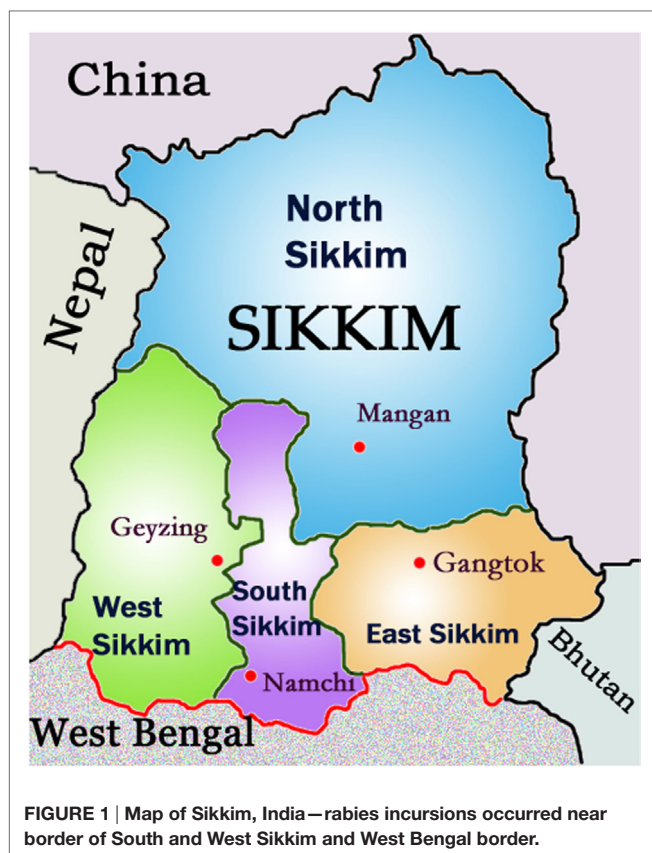 China
Nepal
North
Sikkim
SIKKIM
Mangan
Geyzing
Gangtok
West
Sikkim
South
Sikkim
East Sikkim
Bhutan
Namchi
West Bengal
FIGURE 1 | Map of Sikkim, India—rabies incursions occurred near
border of South and West Sikkim and West Bengal border.